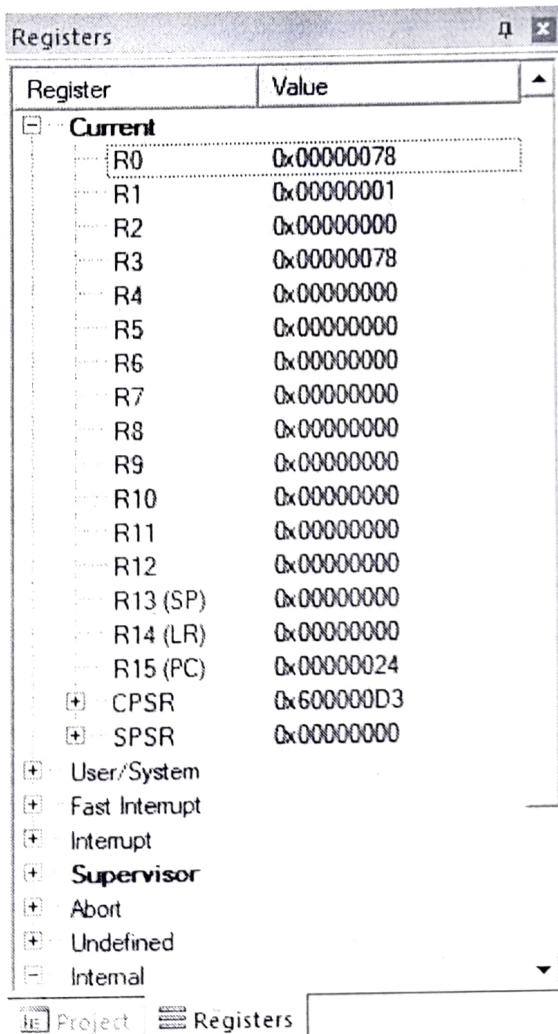 Registers
Register Value
Current
R0 0x00000078
R1 0x00000001
R2 0x00000000
R3 0x00000078
R4 0x00000000
R5 0x00000000
R6 0x00000000
R7 0x00000000
R8 0x00000000
R9 0x00000000
R10 0x00000000
R11 0x00000000
R12 0x00000000
R13 (SP) 0x00000000
R14 (LR) 0x00000000
R15 (PC) 0x00000024
CPSR 0x600000D3
SPSR 0x00000000
User/System
Fast Interrupt
Interrupt
Supervisor
Abort
Undefined
Internal
Project Registers